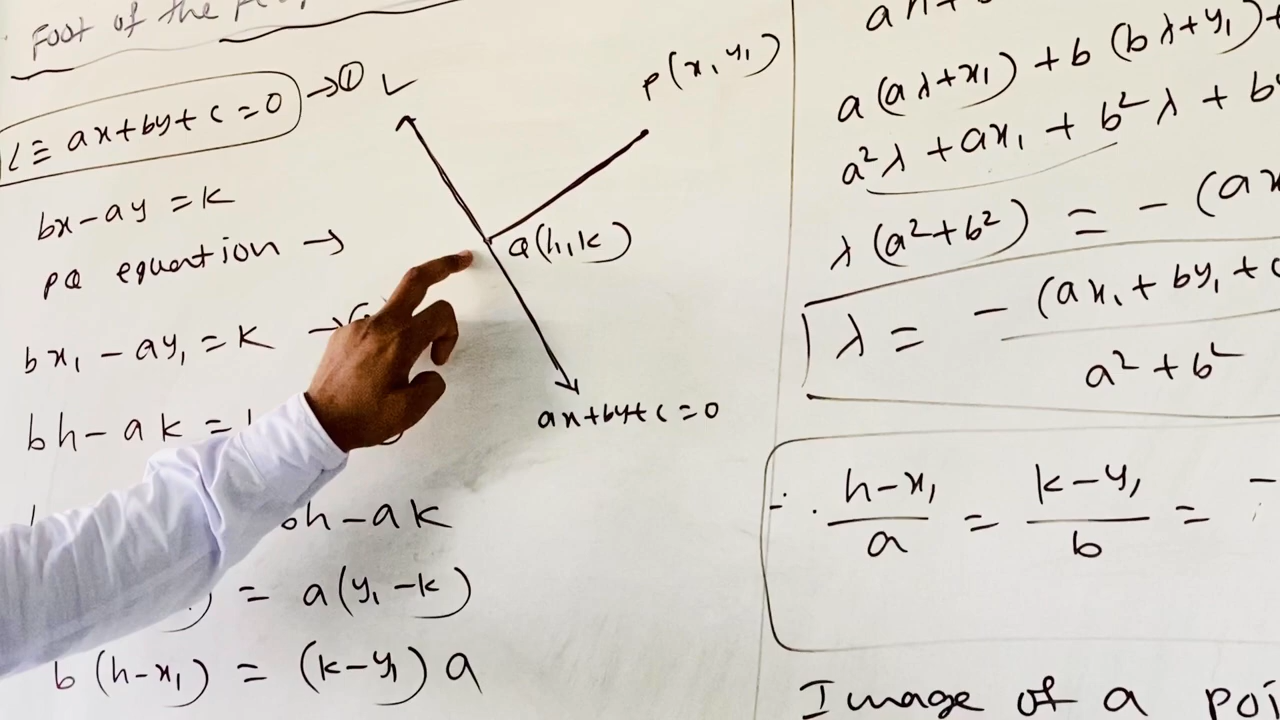 Foot of the
L ≡ ax+by+c=0 →①
L
P(x₁y₁)
bx-ay=k
PQ equation →
Q(h,k)
bx₁-ay₁=k →
bh-ak=
ax+by+c=0
bh-ak
= a(y₁-k)
b(h-x₁) = (k-y₁)a
a(aλ+x₁)+b(bλ+y₁)+
a²λ+ax₁+b²λ+b
λ(a²+b²) = -(ax
λ = -(ax₁+by₁+c
a²+b²
∴ h-x₁/a = k-y₁/b = -
Image of a poi